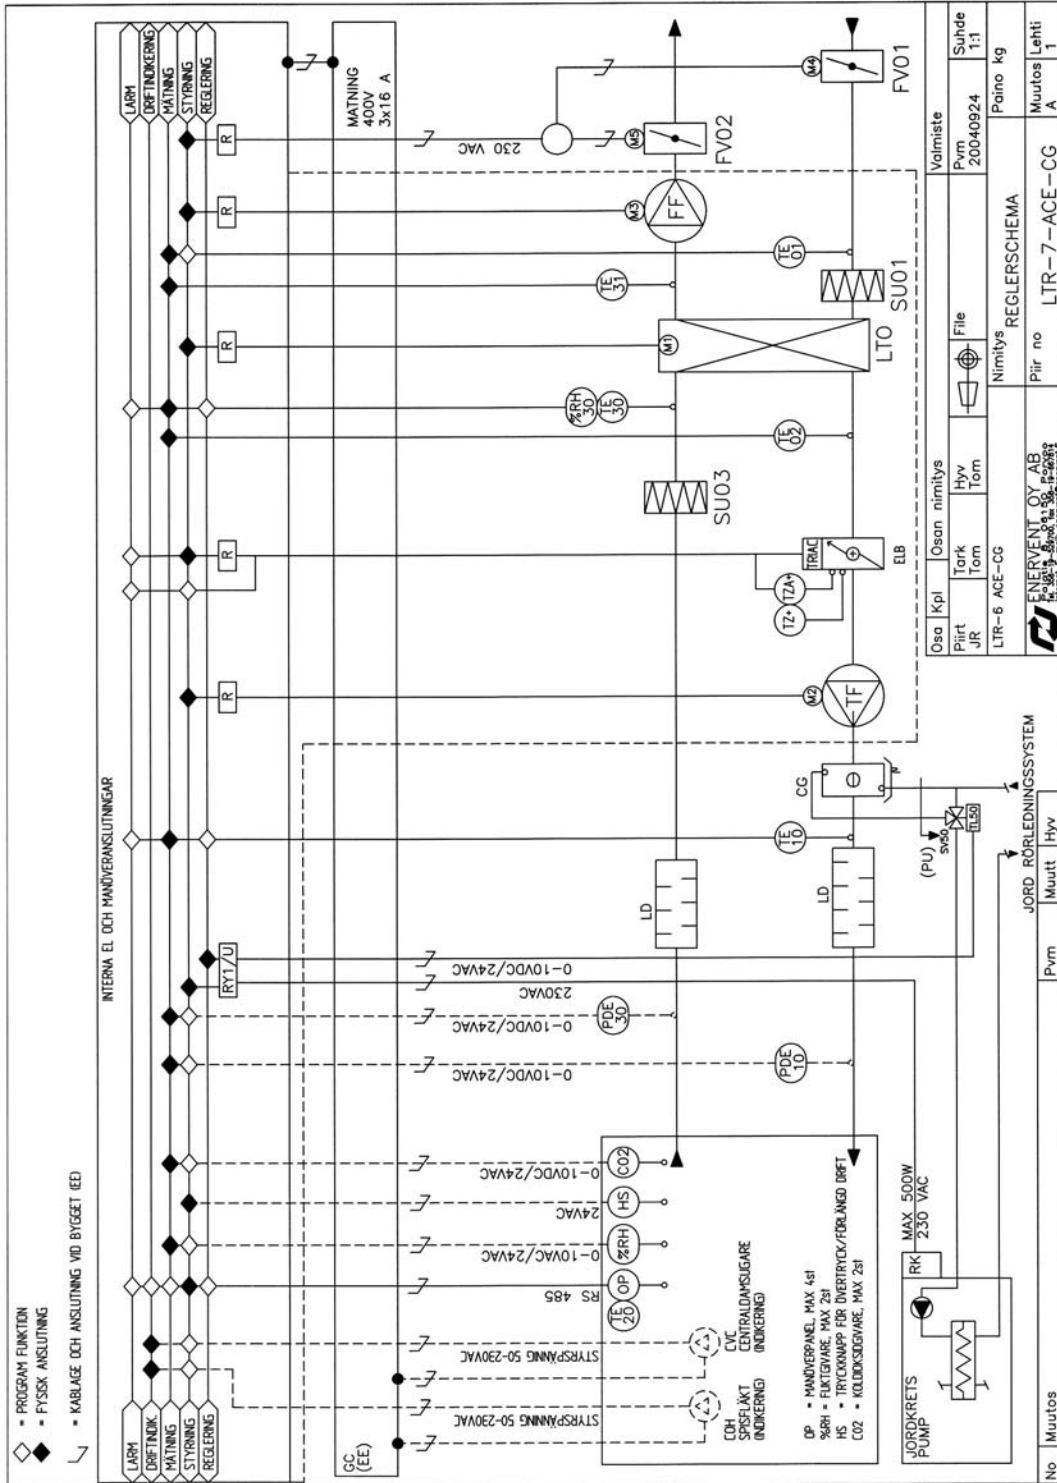 ◇ = PROGRAM FUNKTION
◆ = FYSISK ANSLUTNING
= KABLAGE OCH ANSLUTNING VID BYGGET (EE)
INTERNA EL OCH MANÖVERANSLUTNINGAR
LARM
DRIFTINDIK.
MÄTNING
STYRNING
REGLERING
LARM
DRIFTINDIKERING
MÄTNING
STYRNING
REGLERING
RY1/U
R
R
R
R
R
R
GC
(EE)
MATNING
400V
3x16 A
STYRSPÄNNIG 50-230VAC
STYRSPÄNNIG 50-230VAC
RS 485
0-10VAC/24VAC
24VAC
0-10VDC/24VAC
0-10VDC/24VAC
0-10VDC/24VAC
230VAC
0-10VDC/24VAC
230 VAC
TE
20
OP
%RH
HS
CO2
PDE
10
PDE
30
LD
LD
TE
10
CG
M2
TF
TZ+
TZA+
TRIAC
ELB
SU03
TE
02
%RH
30
TE
30
M1
LTO
TE
31
SU01
TE
01
M3
FF
M5
FV02
M4
FV01
CDH
SPISFLÄKT
(INDIKERING)
CVC
CENTRALDAMSUGARE
(INDIKERING)
OP = MANÖVERPANEL, MAX 4st
%RH = FUKTGIVARE, MAX 2st
HS = TRYCKKNAPP FÖR ÖVERTRYCK/FÖRLÄNGD DRIFT
CO2 = KOLDIOXIDGIVARE, MAX 2st
JORDKRETS
PUMP
RK
MAX 500W
230 VAC
(PU)
SV50
TL50
JORD RÖRLEDNINGSSYSTEM
No Muutos Pvm Muutt Hyv
Osa Kpl Osan nimitys Valmiste
Piirt
JR
Tark
Tom
Hyv
Tom
File
Pvm
20040924
Suhde
1:1
LTR-6 ACE-CG
Nimitys
REGLERSCHEMA
Paino kg
ENERVENT OY AB
Piir no
LTR-7-ACE-CG
Muutos
A
Lehti
1